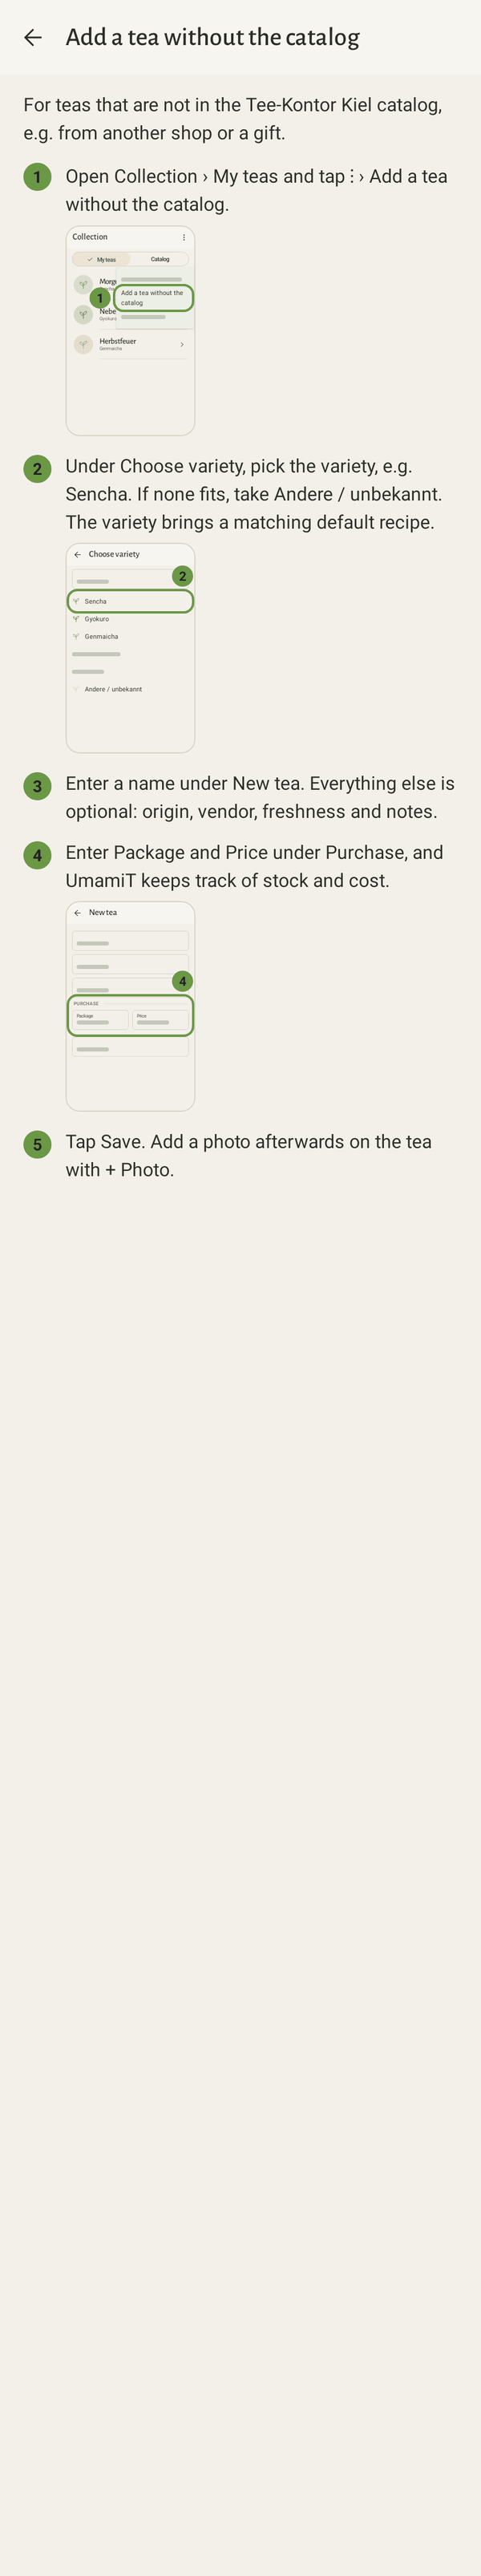 Add a tea without the catalog
For teas that are not in the Tee-Kontor Kiel catalog,
e.g. from another shop or a gift.
1
Open Collection › My teas and tap ⋮ › Add a tea
without the catalog.
Collection
My teas
Catalog
Add a tea without the
catalog
1
Herbstfeuer
Genmaicha
2
Under Choose variety, pick the variety, e.g.
Sencha. If none fits, take Andere / unbekannt.
The variety brings a matching default recipe.
Choose variety
2
Sencha
Gyokuro
Genmaicha
Andere / unbekannt
3
Enter a name under New tea. Everything else is
optional: origin, vendor, freshness and notes.
4
Enter Package and Price under Purchase, and
UmamiT keeps track of stock and cost.
New tea
4
PURCHASE
Package
Price
5
Tap Save. Add a photo afterwards on the tea
with + Photo.